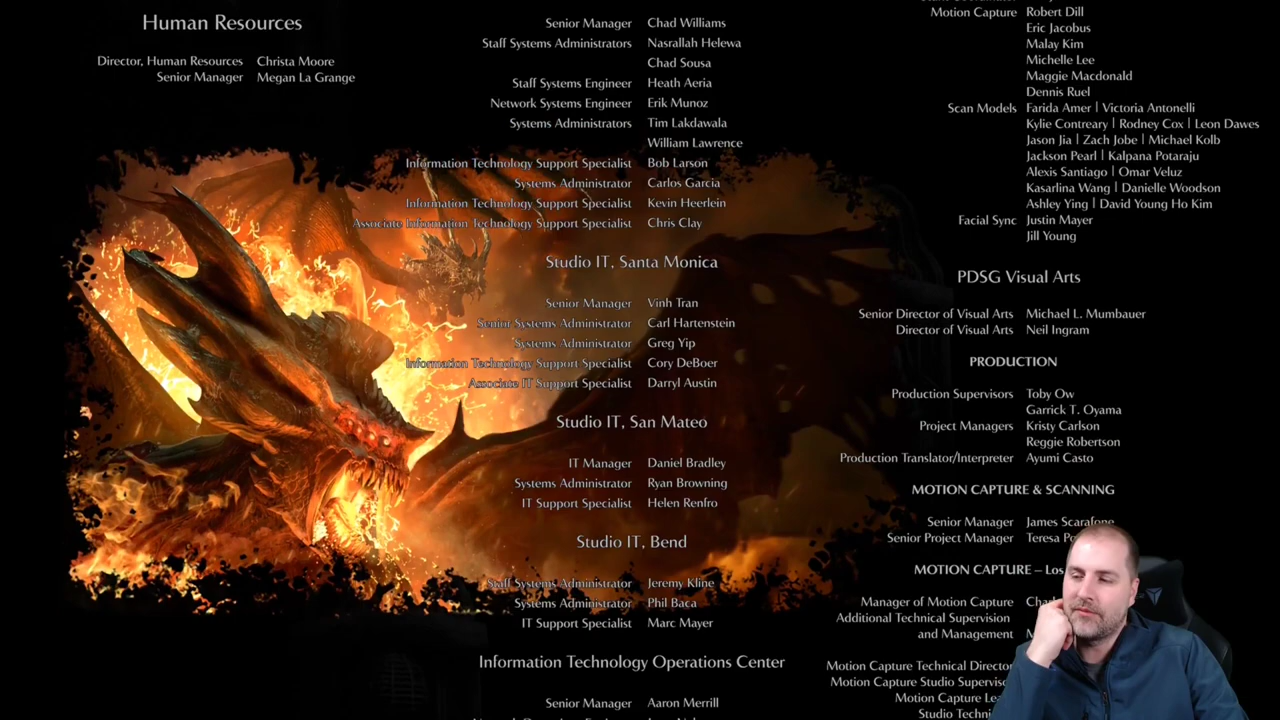 Human Resources
Director, Human Resources Christa Moore
Senior Manager Megan La Grange
Senior Manager Chad Williams
Staff Systems Administrators Nasrallah Helewa
Chad Sousa
Staff Systems Engineer Heath Aeria
Network Systems Engineer Erik Munoz
Systems Administrators Tim Lakdawala
William Lawrence
Information Technology Support Specialist Bob Larson
Systems Administrator Carlos Garcia
Information Technology Support Specialist Kevin Heerlein
Associate Information Technology Support Specialist Chris Clay
Studio IT, Santa Monica
Senior Manager Vinh Tran
Senior Systems Administrator Carl Hartenstein
Systems Administrator Greg Yip
Information Technology Support Specialist Cory DeBoer
Associate IT Support Specialist Darryl Austin
Studio IT, San Mateo
IT Manager Daniel Bradley
Systems Administrator Ryan Browning
IT Support Specialist Helen Renfro
Studio IT, Bend
Staff Systems Administrator Jeremy Kline
Systems Administrator Phil Baca
IT Support Specialist Marc Mayer
Information Technology Operations Center
Senior Manager Aaron Merrill
Motion Capture Robert Dill
Eric Jacobus
Malay Kim
Michelle Lee
Maggie Macdonald
Dennis Ruel
Scan Models Farida Amer | Victoria Antonelli
Kylie Contreary | Rodney Cox | Leon Dawes
Jason Jia | Zach Jobe | Michael Kolb
Jackson Pearl | Kalpana Potaraju
Alexis Santiago | Omar Veluz
Kasarlina Wang | Danielle Woodson
Ashley Ying | David Young Ho Kim
Facial Sync Justin Mayer
Jill Young
PDSG Visual Arts
Senior Director of Visual Arts Michael L. Mumbauer
Director of Visual Arts Neil Ingram
PRODUCTION
Production Supervisors Toby Ow
Garrick T. Oyama
Project Managers Kristy Carlson
Reggie Robertson
Production Translator/Interpreter Ayumi Casto
MOTION CAPTURE & SCANNING
Senior Manager James Scarafone
Senior Project Manager Teresa
MOTION CAPTURE – Los
Manager of Motion Capture
Additional Technical Supervision
and Management
Motion Capture Technical Director
Motion Capture Studio
Motion Capture
Studio